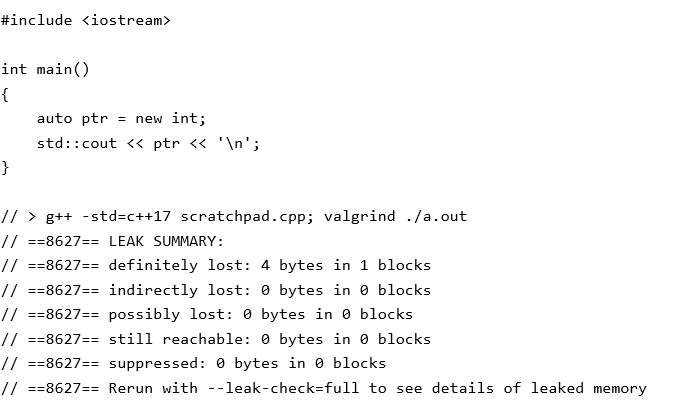 #include <iostream>
int main()
{
    auto ptr = new int;
    std::cout << ptr << '\n';
}
// > g++ -std=c++17 scratchpad.cpp; valgrind ./a.out
// ==8627== LEAK SUMMARY:
// ==8627== definitely lost: 4 bytes in 1 blocks
// ==8627== indirectly lost: 0 bytes in 0 blocks
// ==8627== possibly lost: 0 bytes in 0 blocks
// ==8627== still reachable: 0 bytes in 0 blocks
// ==8627== suppressed: 0 bytes in 0 blocks
// ==8627== Rerun with --leak-check=full to see details of leaked memory